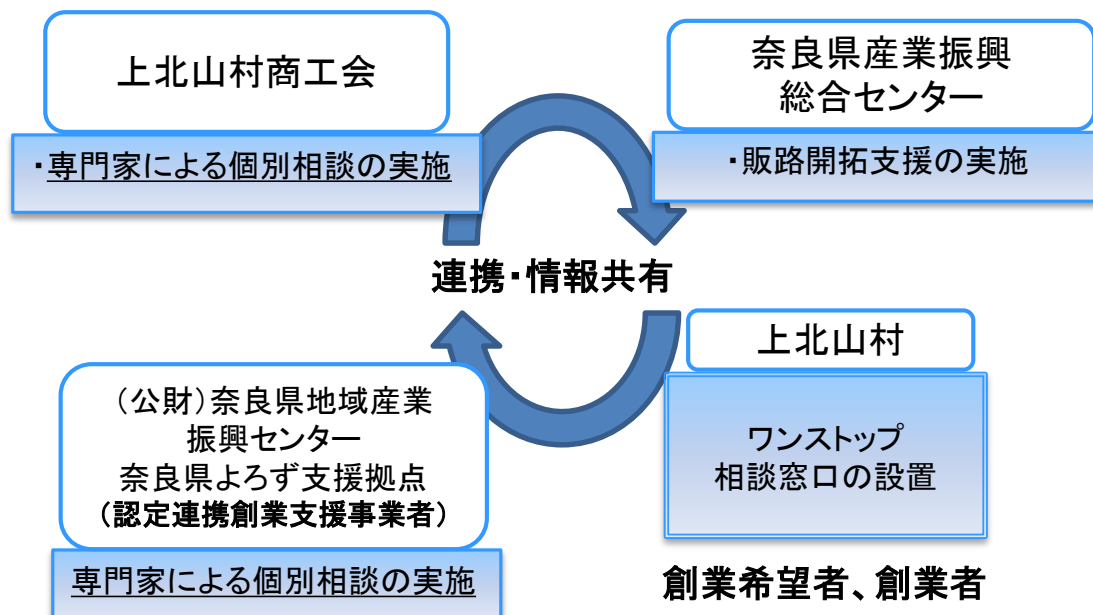 上北山村商工会
・専門家による個別相談の実施
奈良県産業振興
総合センター
・販路開拓支援の実施
連携・情報共有
上北山村
ワンストップ
相談窓口の設置
(公財)奈良県地域産業
振興センター
奈良県よろず支援拠点
(認定連携創業支援事業者)
専門家による個別相談の実施
創業希望者、創業者